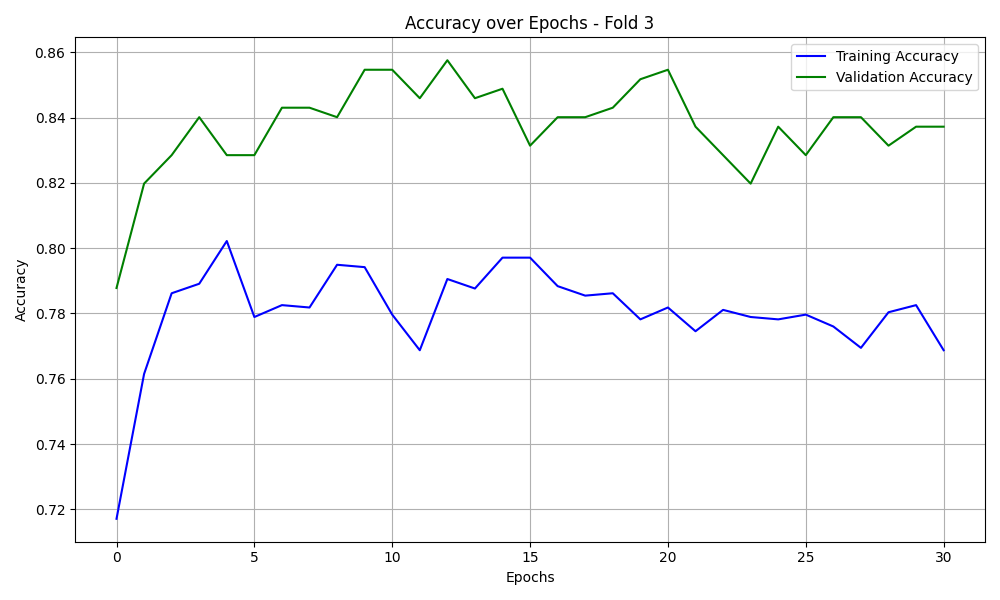 Accuracy over Epochs - Fold 3
Training Accuracy
Validation Accuracy
0.86
0.84
0.82
0.80
0.78
0.76
0.74
0.72
Accuracy
0 5 10 15 20 25 30
Epochs